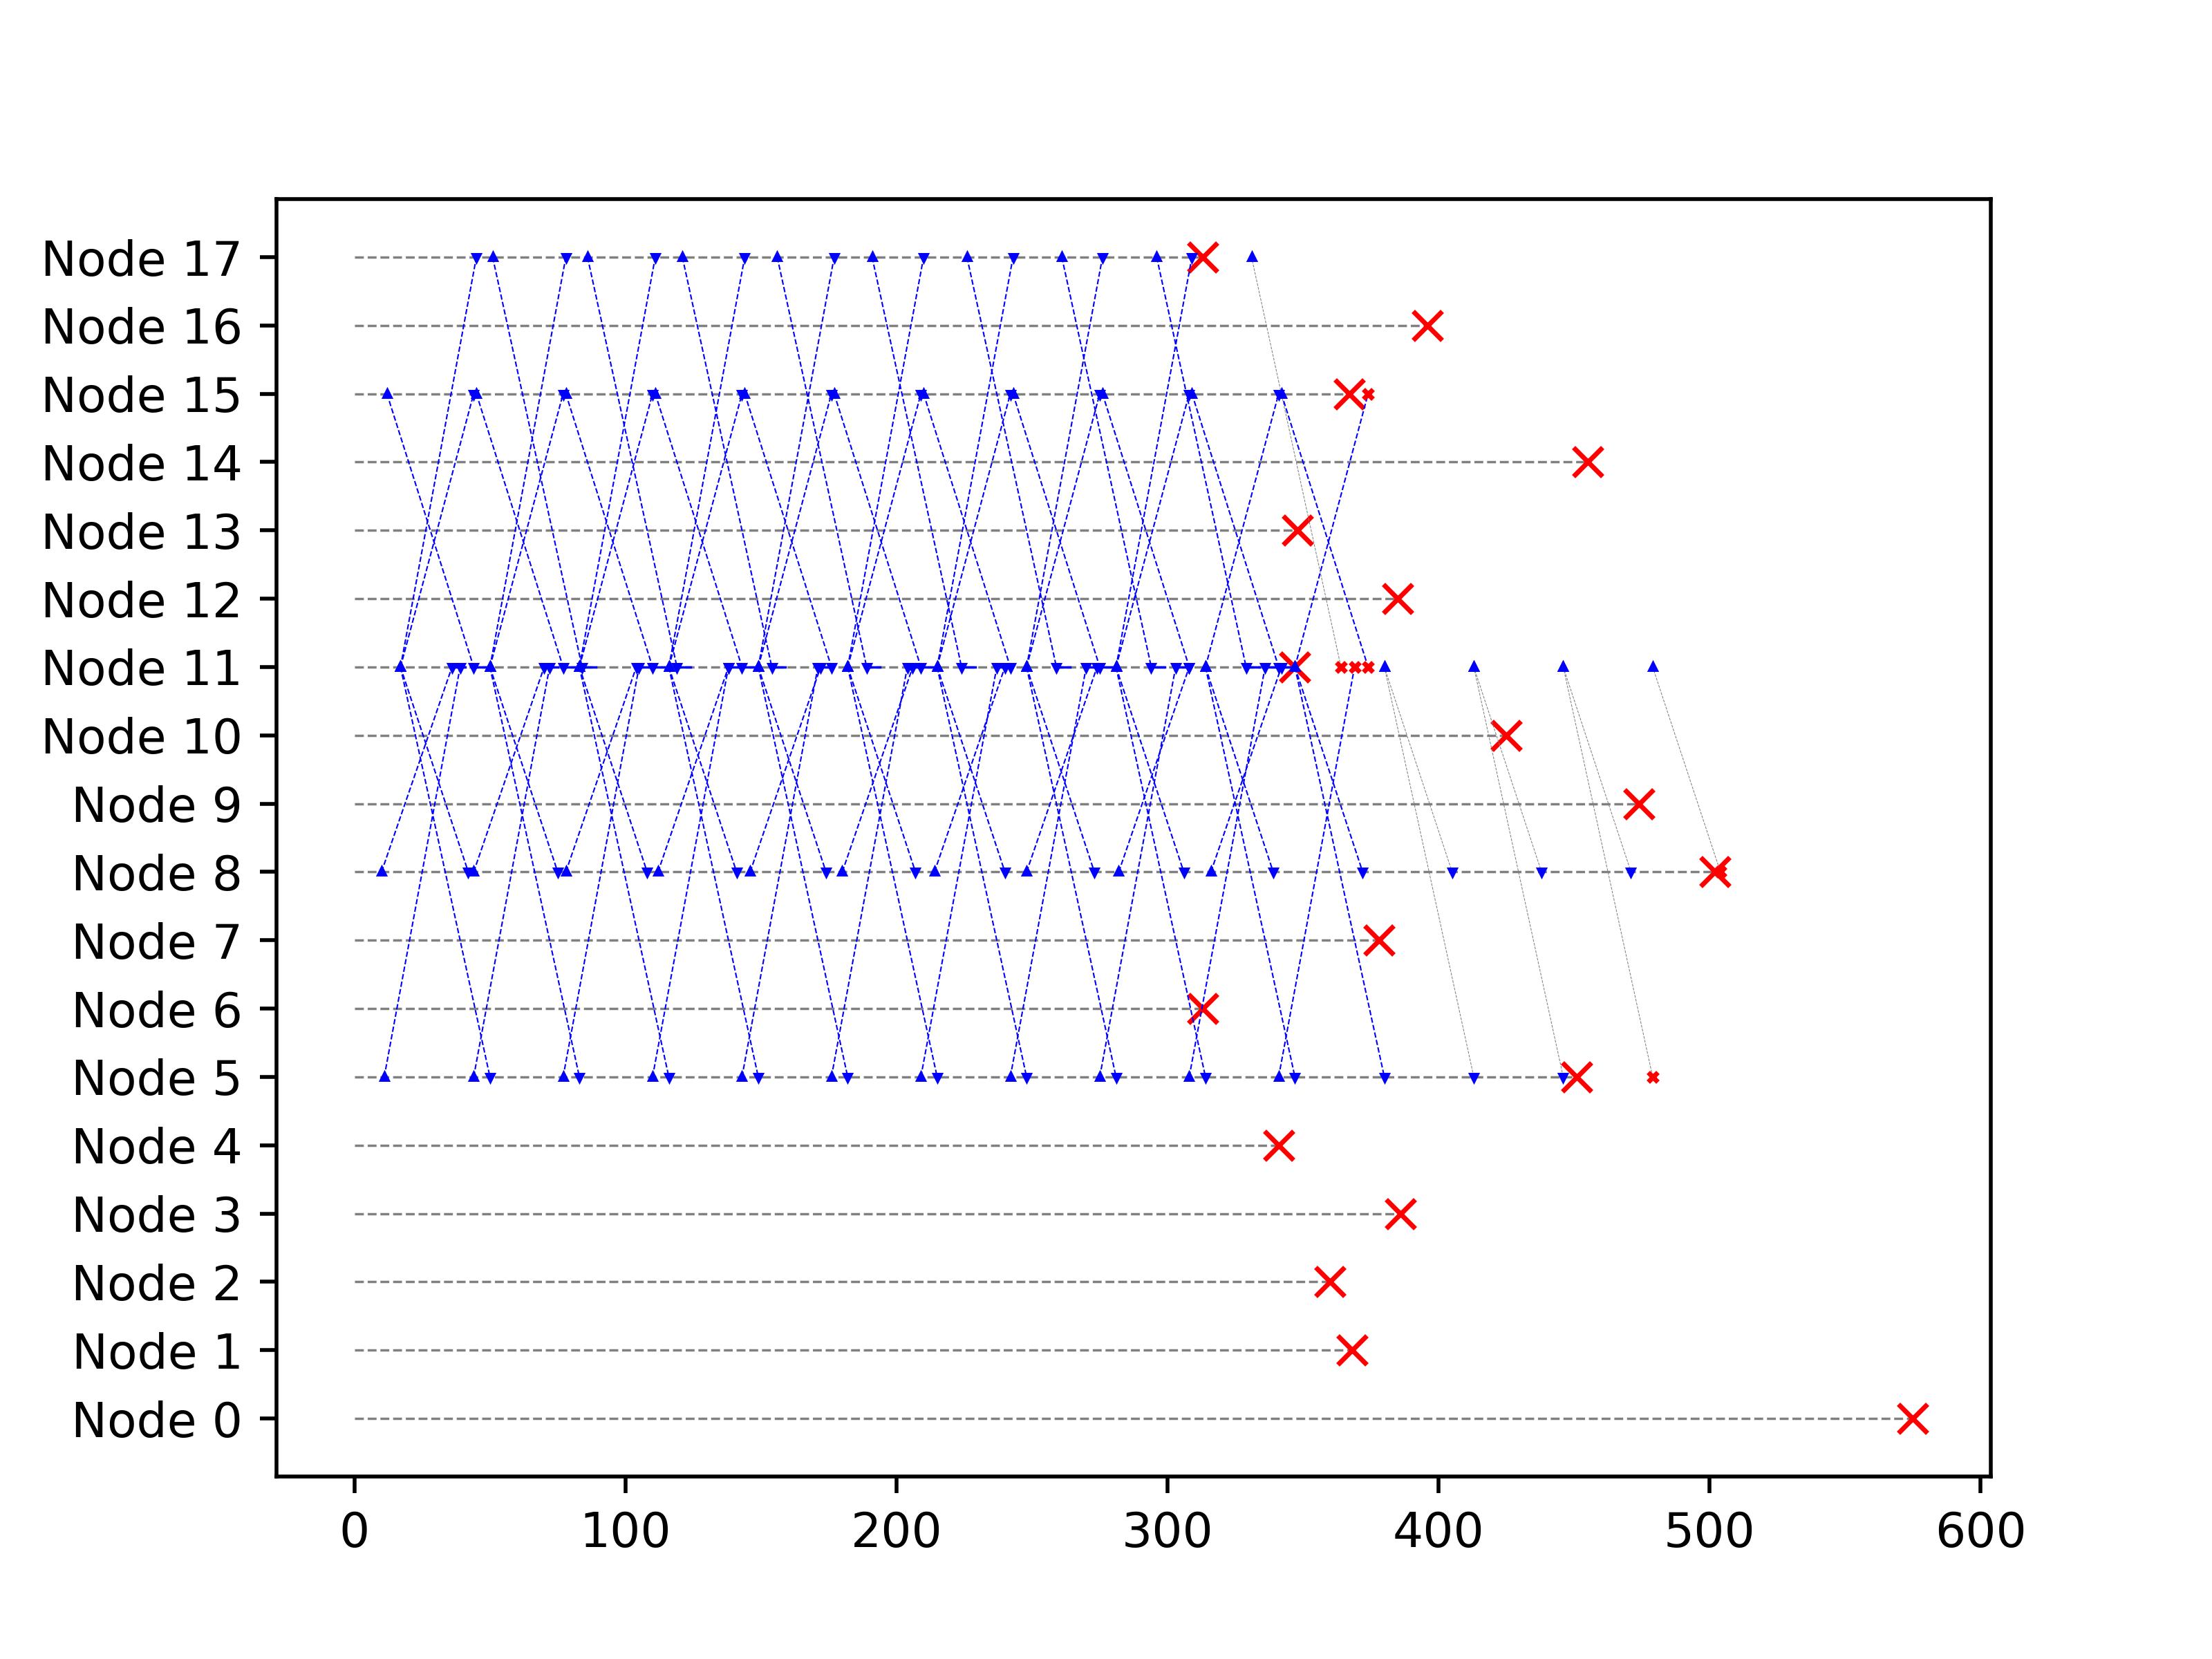 Node 17
Node 16
Node 15
Node 14
Node 13
Node 12
Node 11
Node 10
Node 9
Node 8
Node 7
Node 6
Node 5
Node 4
Node 3
Node 2
Node 1
Node 0
0 100 200 300 400 500 600